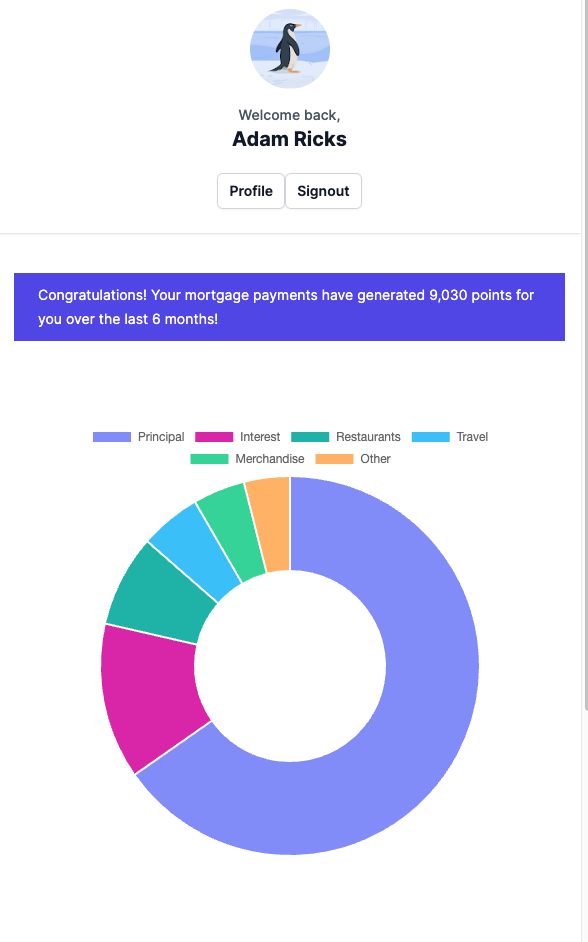 Welcome back,
Adam Ricks
Profile Signout
Congratulations! Your mortgage payments have generated 9,030 points for
you over the last 6 months!
Principal Interest Restaurants Travel
Merchandise Other